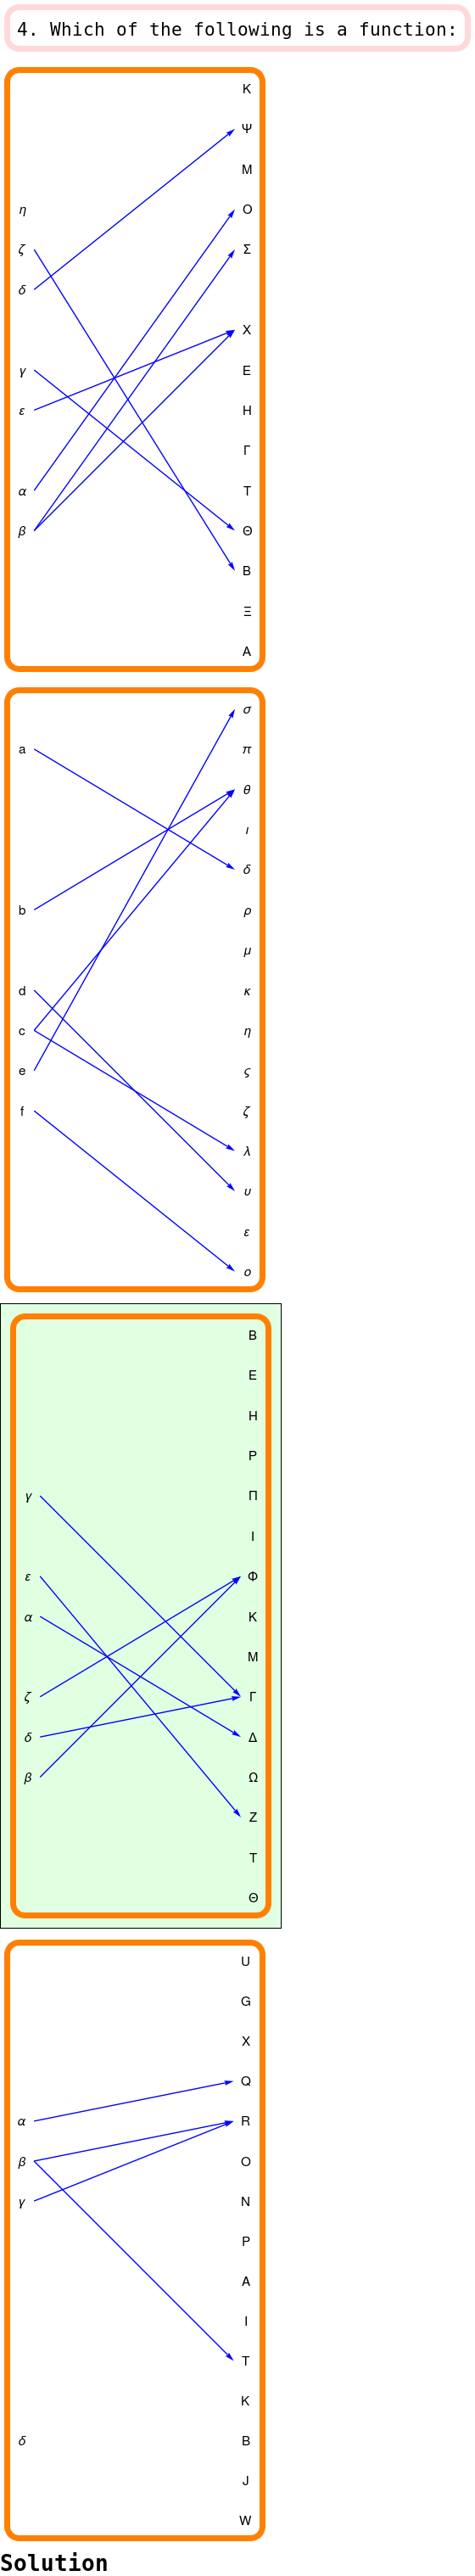 4. Which of the following is a function:
Κ
Ψ
Μ
η Ο
ζ Σ
δ
Χ
γ Ε
ε Η
Γ
α Τ
β Θ
Β
Ξ
Α
σ
a π
θ
ι
δ
b ρ
μ
d κ
c η
e ς
f ζ
λ
υ
ε
ο
Β
Ε
Η
Ρ
γ Π
Ι
ε Φ
α Κ
Μ
ζ Γ
δ Δ
β Ω
Ζ
Τ
Θ
U
G
X
Q
α R
β O
γ N
P
A
I
T
K
δ B
J
W
Solution